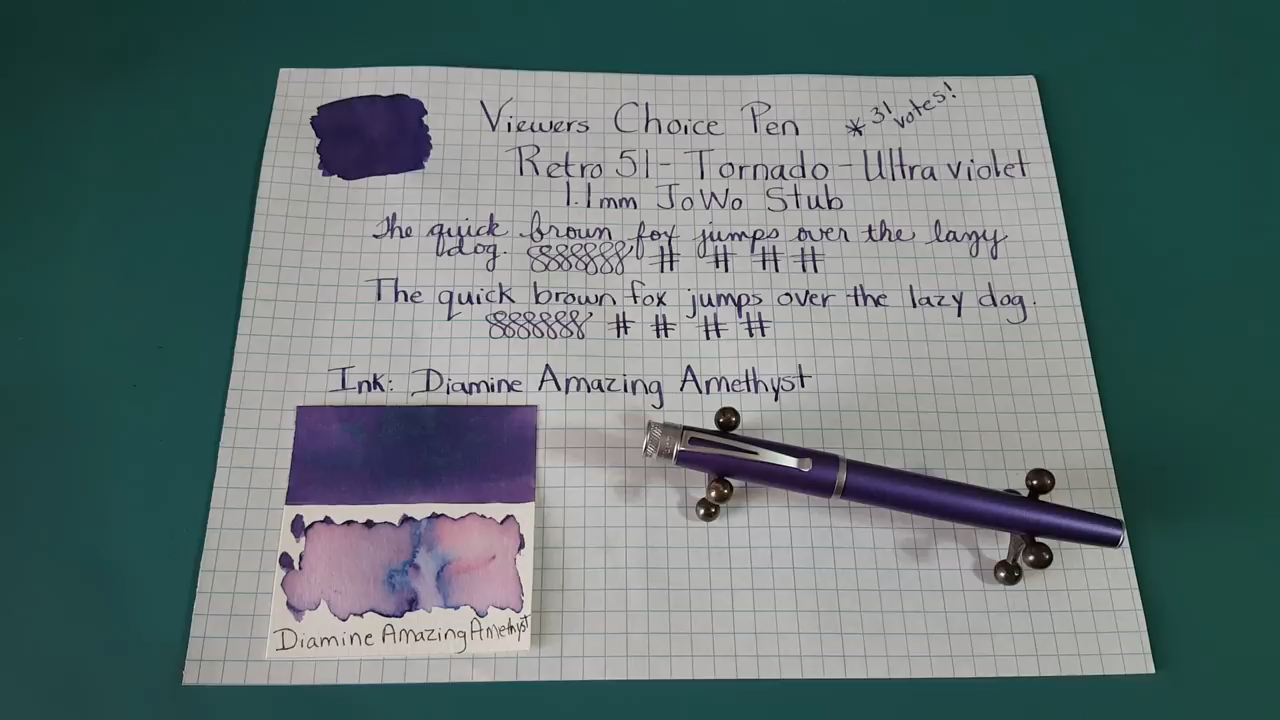 Viewers Choice Pen
* 31 votes!
Retro 51 - Tornado - Ultra violet
1.1mm JoWo Stub
The quick brown fox jumps over the lazy
dog. 8888888 # # # #
The quick brown fox jumps over the lazy dog.
8888888 # # # #
Ink: Diamine Amazing Amethyst
Diamine Amazing Amethyst